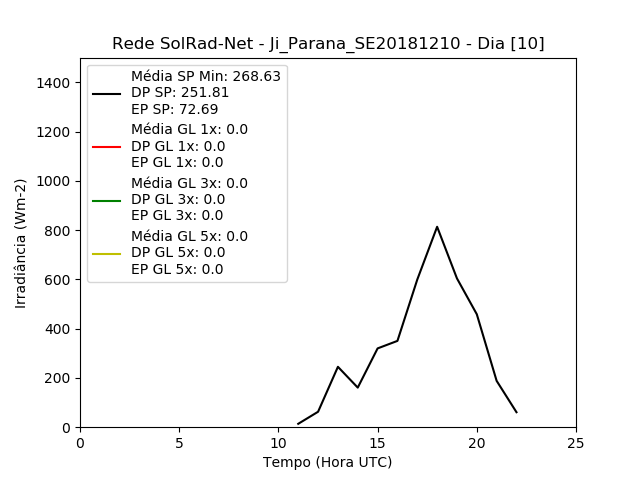 Rede SolRad-Net - Ji_Parana_SE20181210 - Dia [10]
Média SP Min: 268.63
DP SP: 251.81
EP SP: 72.69
Média GL 1x: 0.0
DP GL 1x: 0.0
EP GL 1x: 0.0
Média GL 3x: 0.0
DP GL 3x: 0.0
EP GL 3x: 0.0
Média GL 5x: 0.0
DP GL 5x: 0.0
EP GL 5x: 0.0
Irradiância (Wm-2)
1400
1200
1000
800
600
400
200
0
0 5 10 15 20 25
Tempo (Hora UTC)